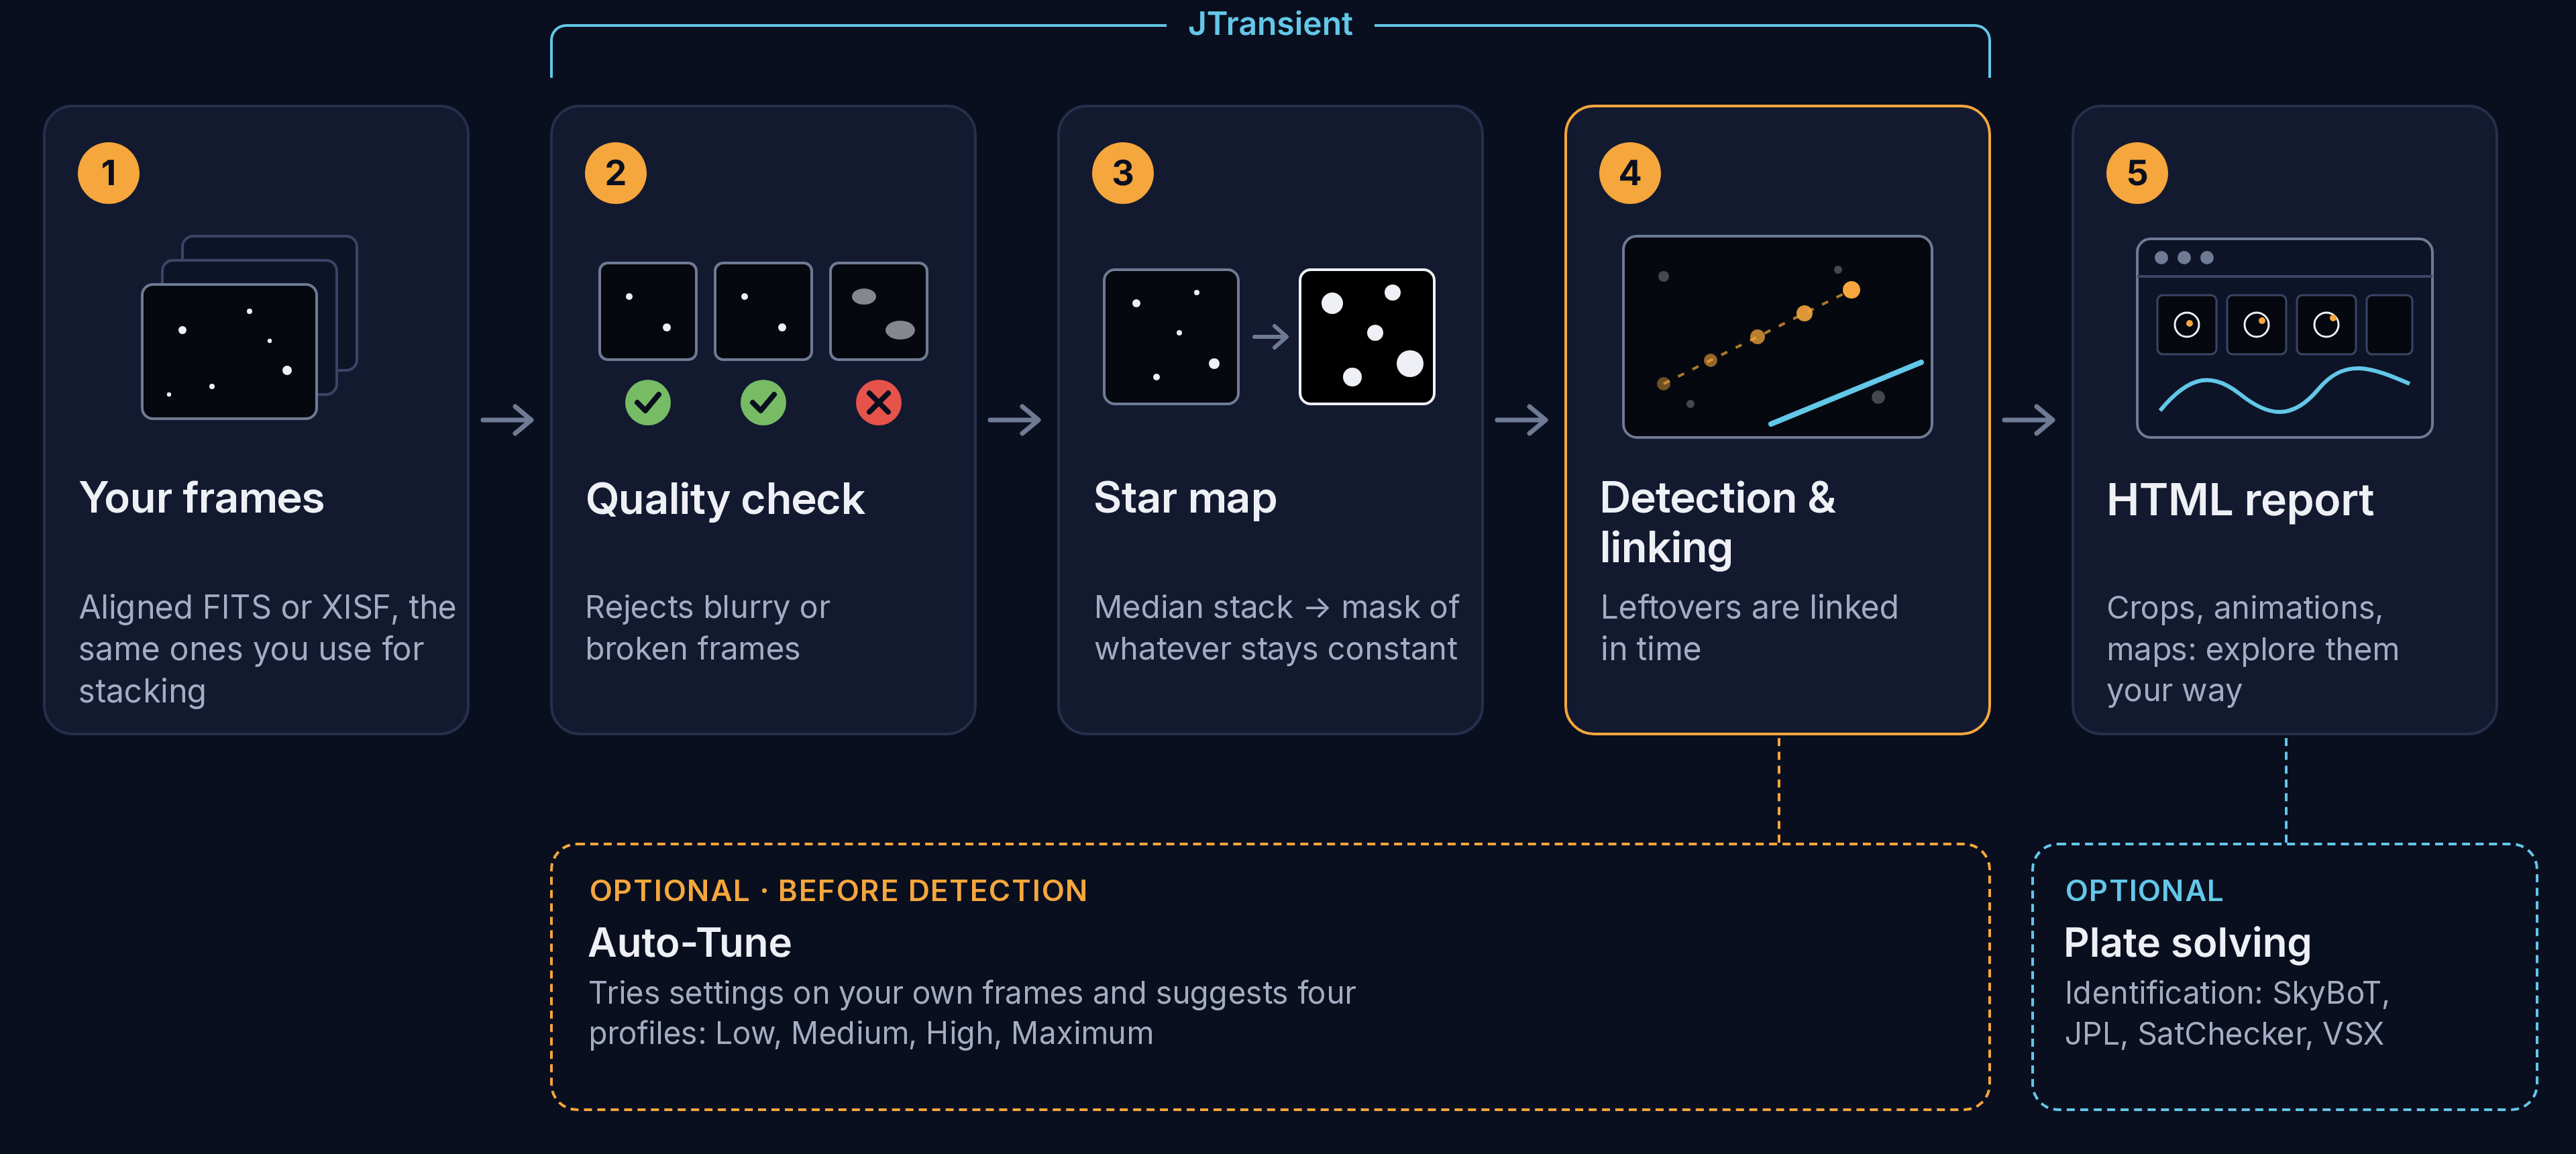 JTransient
1
Your frames
Aligned FITS or XISF, the
same ones you use for
stacking
2
Quality check
Rejects blurry or
broken frames
3
Star map
Median stack → mask of
whatever stays constant
4
Detection &
linking
Leftovers are linked
in time
5
HTML report
Crops, animations,
maps: explore them
your way
OPTIONAL · BEFORE DETECTION
Auto-Tune
Tries settings on your own frames and suggests four
profiles: Low, Medium, High, Maximum
OPTIONAL
Plate solving
Identification: SkyBoT,
JPL, SatChecker, VSX